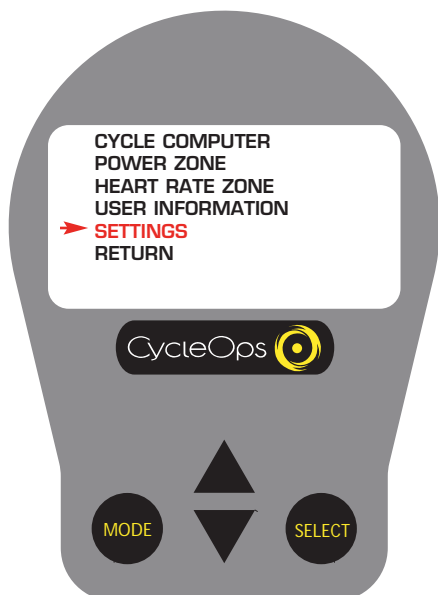 CYCLE COMPUTER
POWER ZONE
HEART RATE ZONE
USER INFORMATION
SETTINGS
RETURN
CycleOps
MODE
SELECT